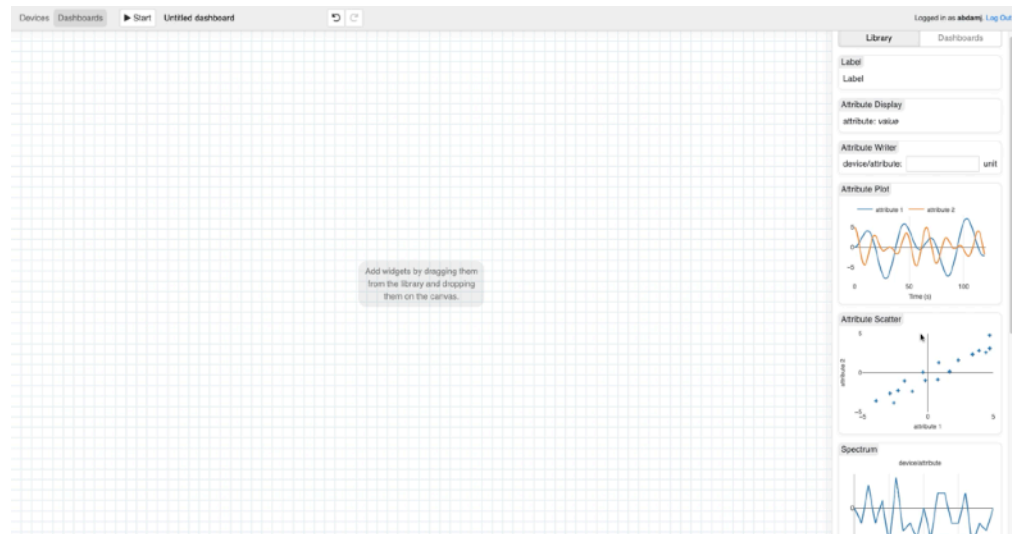 Devices Dashboards Start Untitled dashboard Logged in as abdamj. Log Out
Library Dashboards
Add widgets by dragging them
from the library and dropping
them on the canvas.
Label
Label
Attribute Display
attribute: value
Attribute Writer
device/attribute: unit
Attribute Plot
attribute 1 attribute 2
5
0
-5
0 50 100
Time (s)
Attribute Scatter
5
attribute 2
0
-5
-5 0 5
attribute 1
Spectrum
device/attribute
0